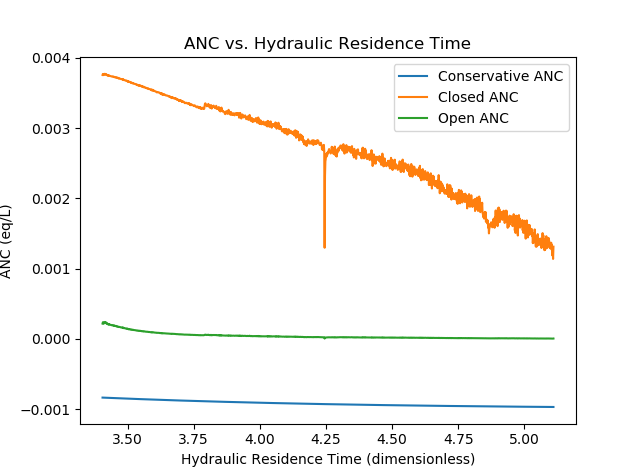 ANC vs. Hydraulic Residence Time
0.004
0.003
0.002
0.001
0.000
−0.001
ANC (eq/L)
Conservative ANC
Closed ANC
Open ANC
3.50 3.75 4.00 4.25 4.50 4.75 5.00
Hydraulic Residence Time (dimensionless)